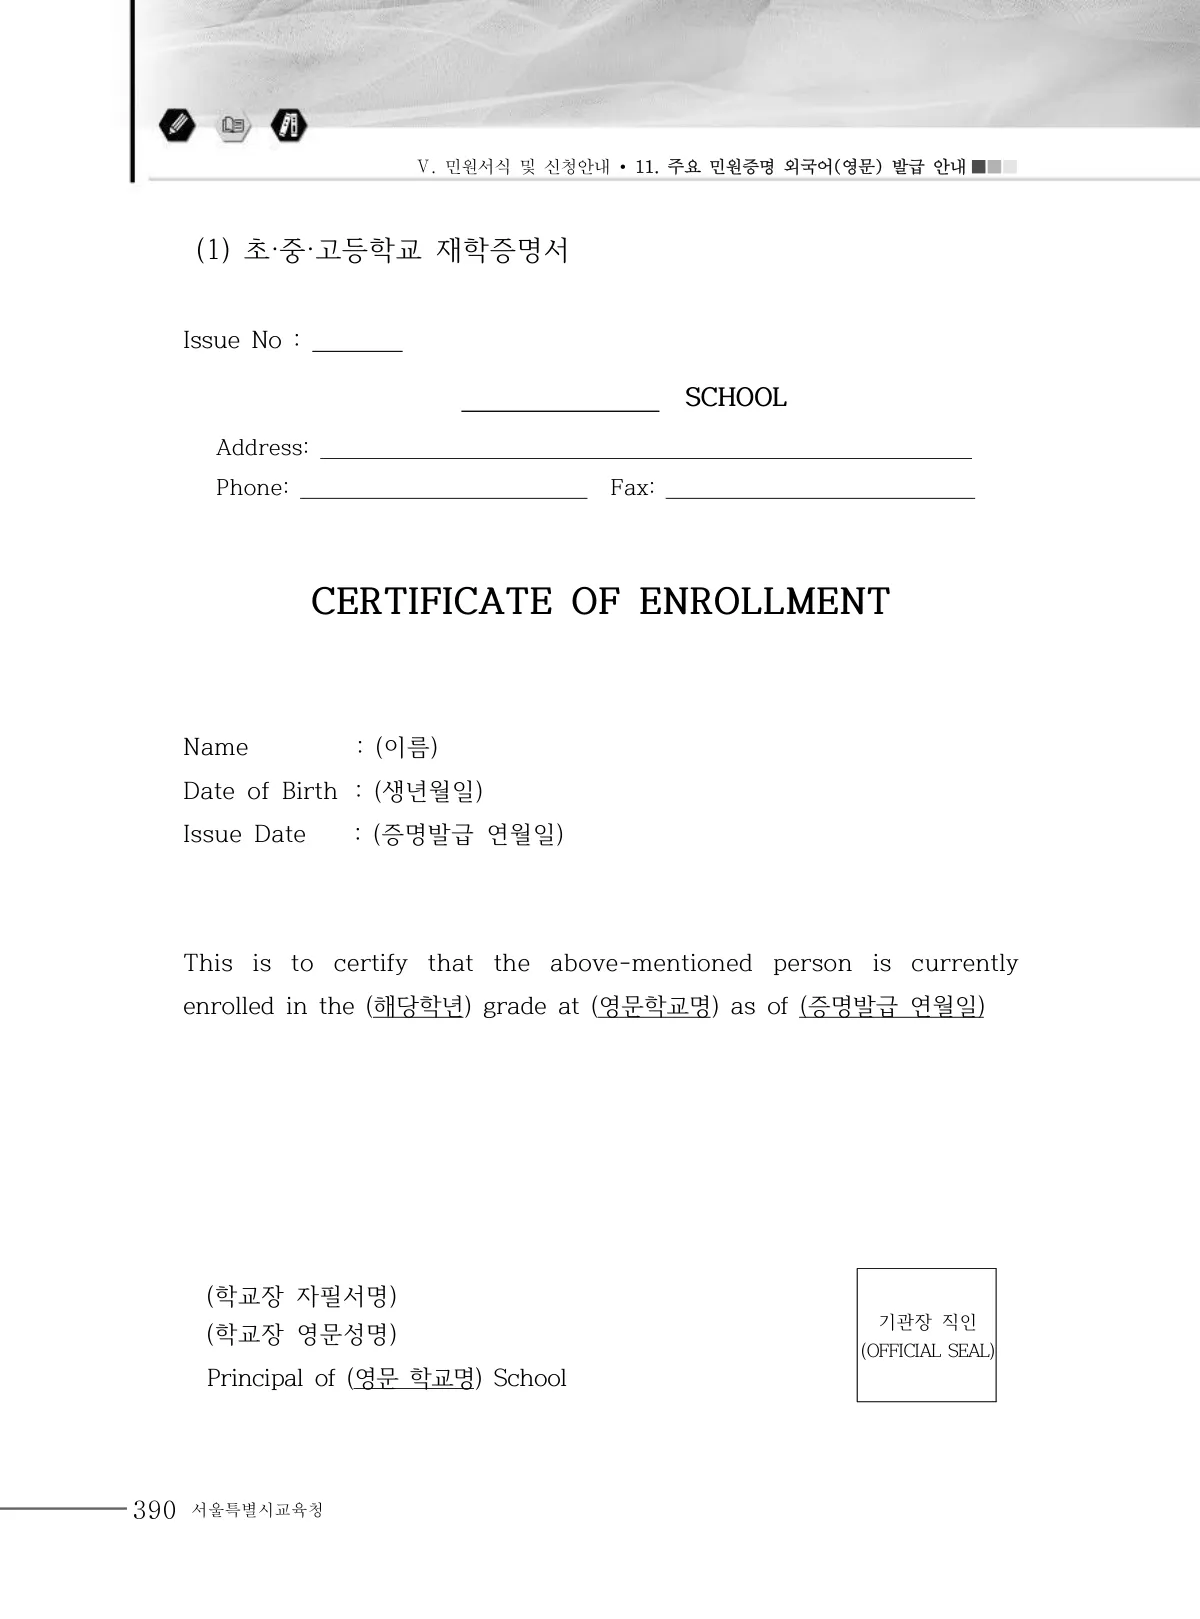 Ⅴ. 민원서식 및 신청안내 • 11. 주요 민원증명 외국어(영문) 발급 안내
(1) 초·중·고등학교 재학증명서
Issue No : _______
_______________ SCHOOL
Address: __________________________________________________
Phone: ______________________ Fax: ________________________
CERTIFICATE OF ENROLLMENT
Name : (이름)
Date of Birth : (생년월일)
Issue Date : (증명발급 연월일)
This is to certify that the above-mentioned person is currently
enrolled in the (해당학년) grade at (영문학교명) as of (증명발급 연월일)
(학교장 자필서명)
(학교장 영문성명)
Principal of (영문 학교명) School
기관장 직인
(OFFICIAL SEAL)
390 서울특별시교육청